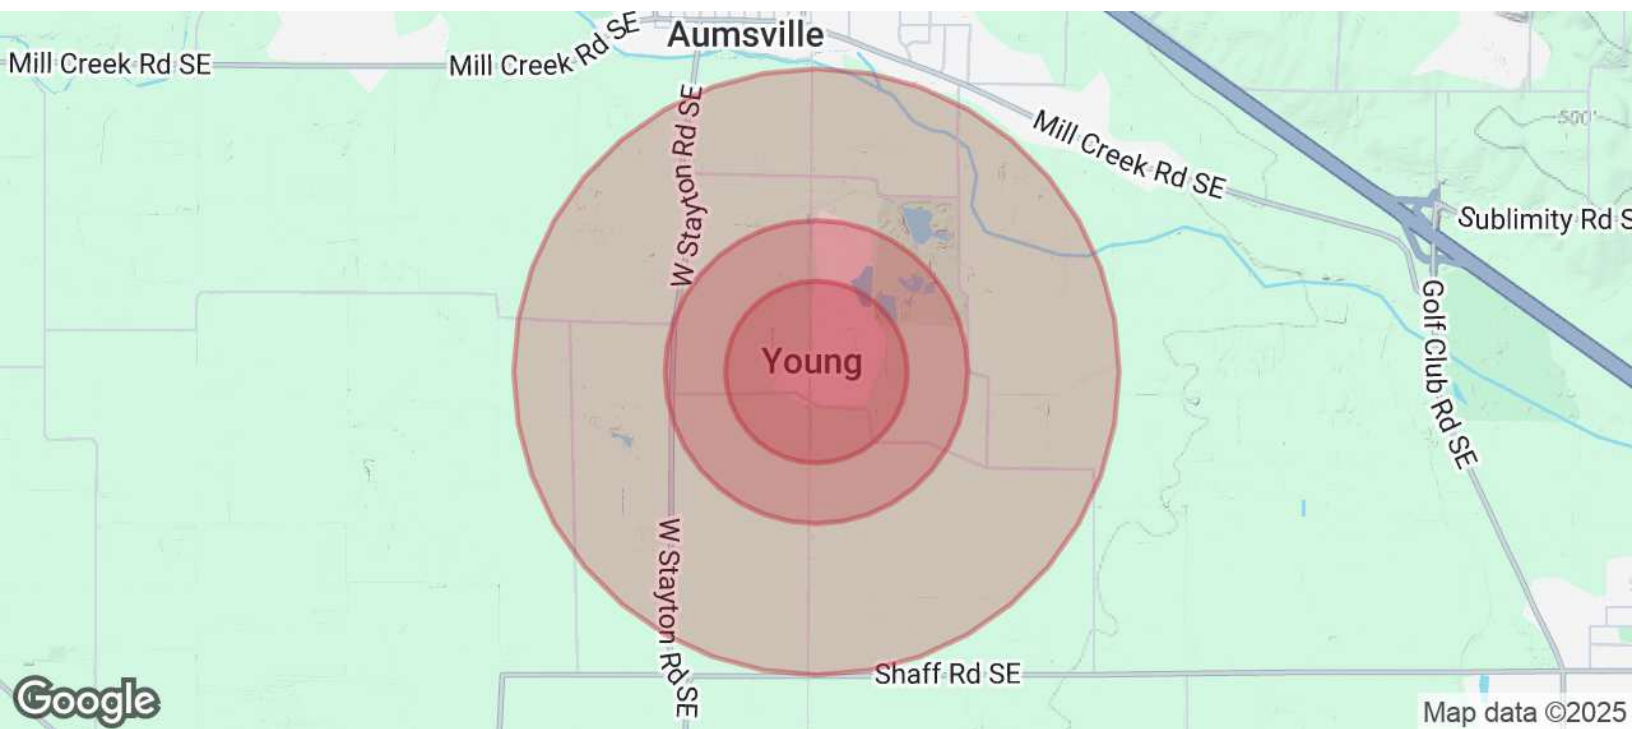 Aumsville
Mill Creek Rd SE
Mill Creek Rd SE
W Stayton Rd SE
Mill Creek Rd SE
500'
Sublimity Rd S
Golf Club Rd SE
Young
W Stayton Rd SE
Shaff Rd SE
Google
Map data ©2025